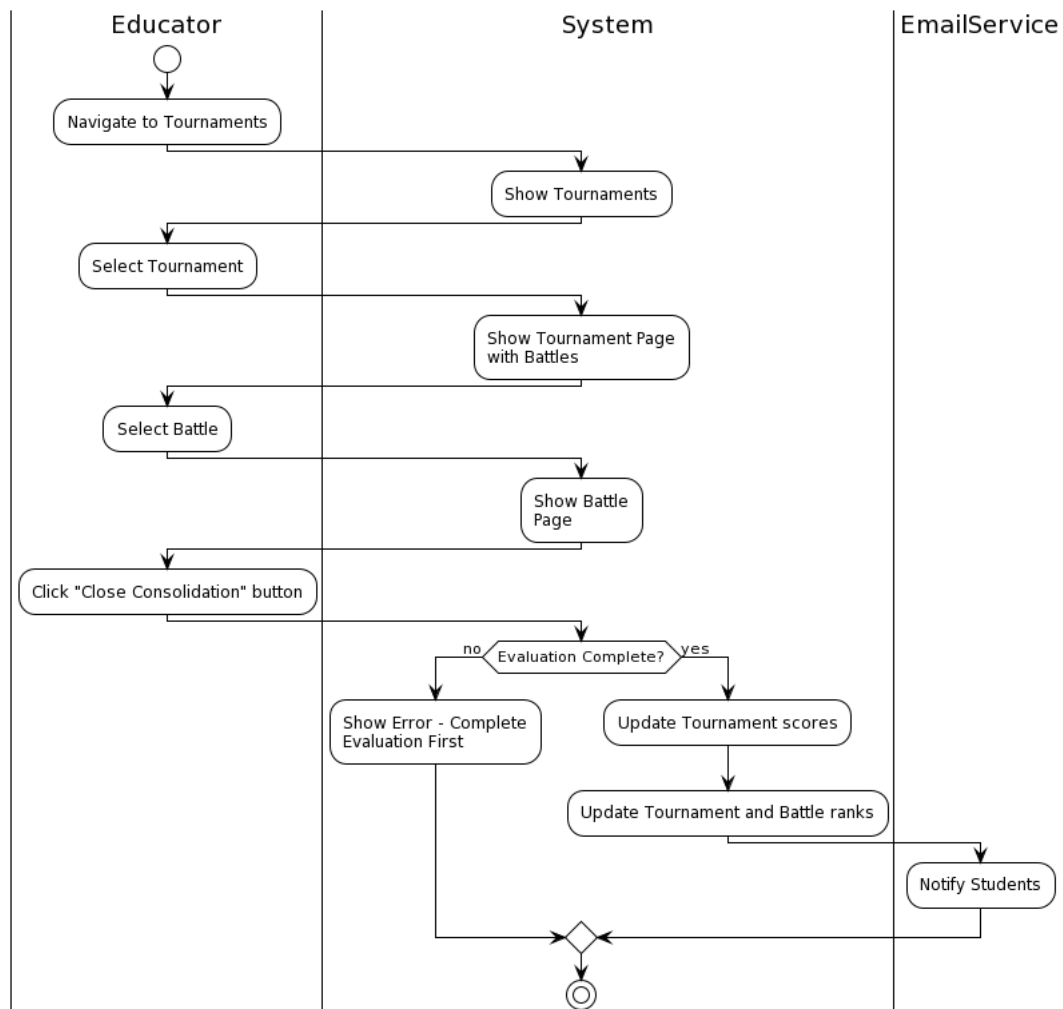 Educator
System
EmailService
Navigate to Tournaments
Show Tournaments
Select Tournament
Show Tournament Page
with Battles
Select Battle
Show Battle
Page
Click "Close Consolidation" button
no
Evaluation Complete?
yes
Show Error - Complete
Evaluation First
Update Tournament scores
Update Tournament and Battle ranks
Notify Students